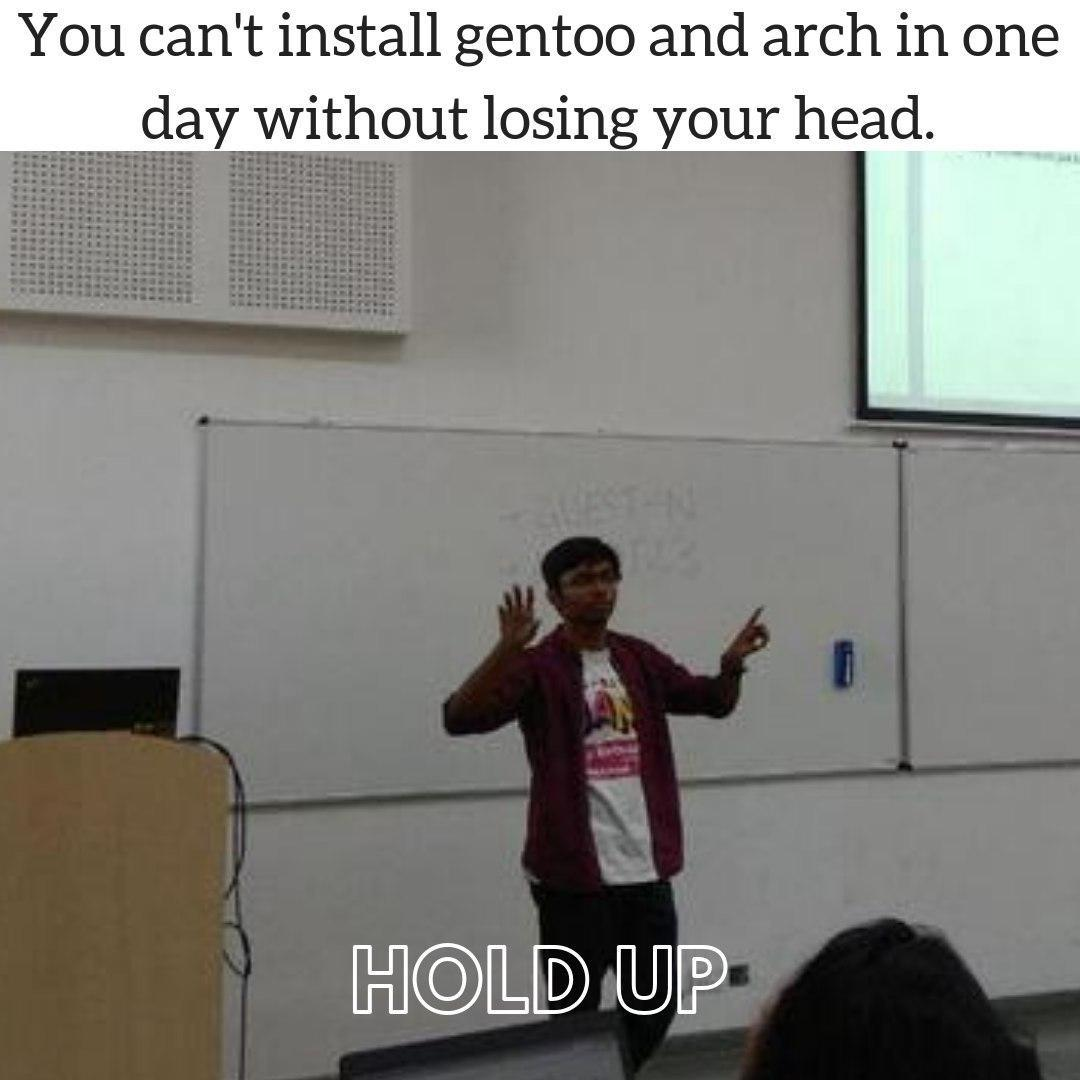 You can't install gentoo and arch in one
day without losing your head.
HOLD UP